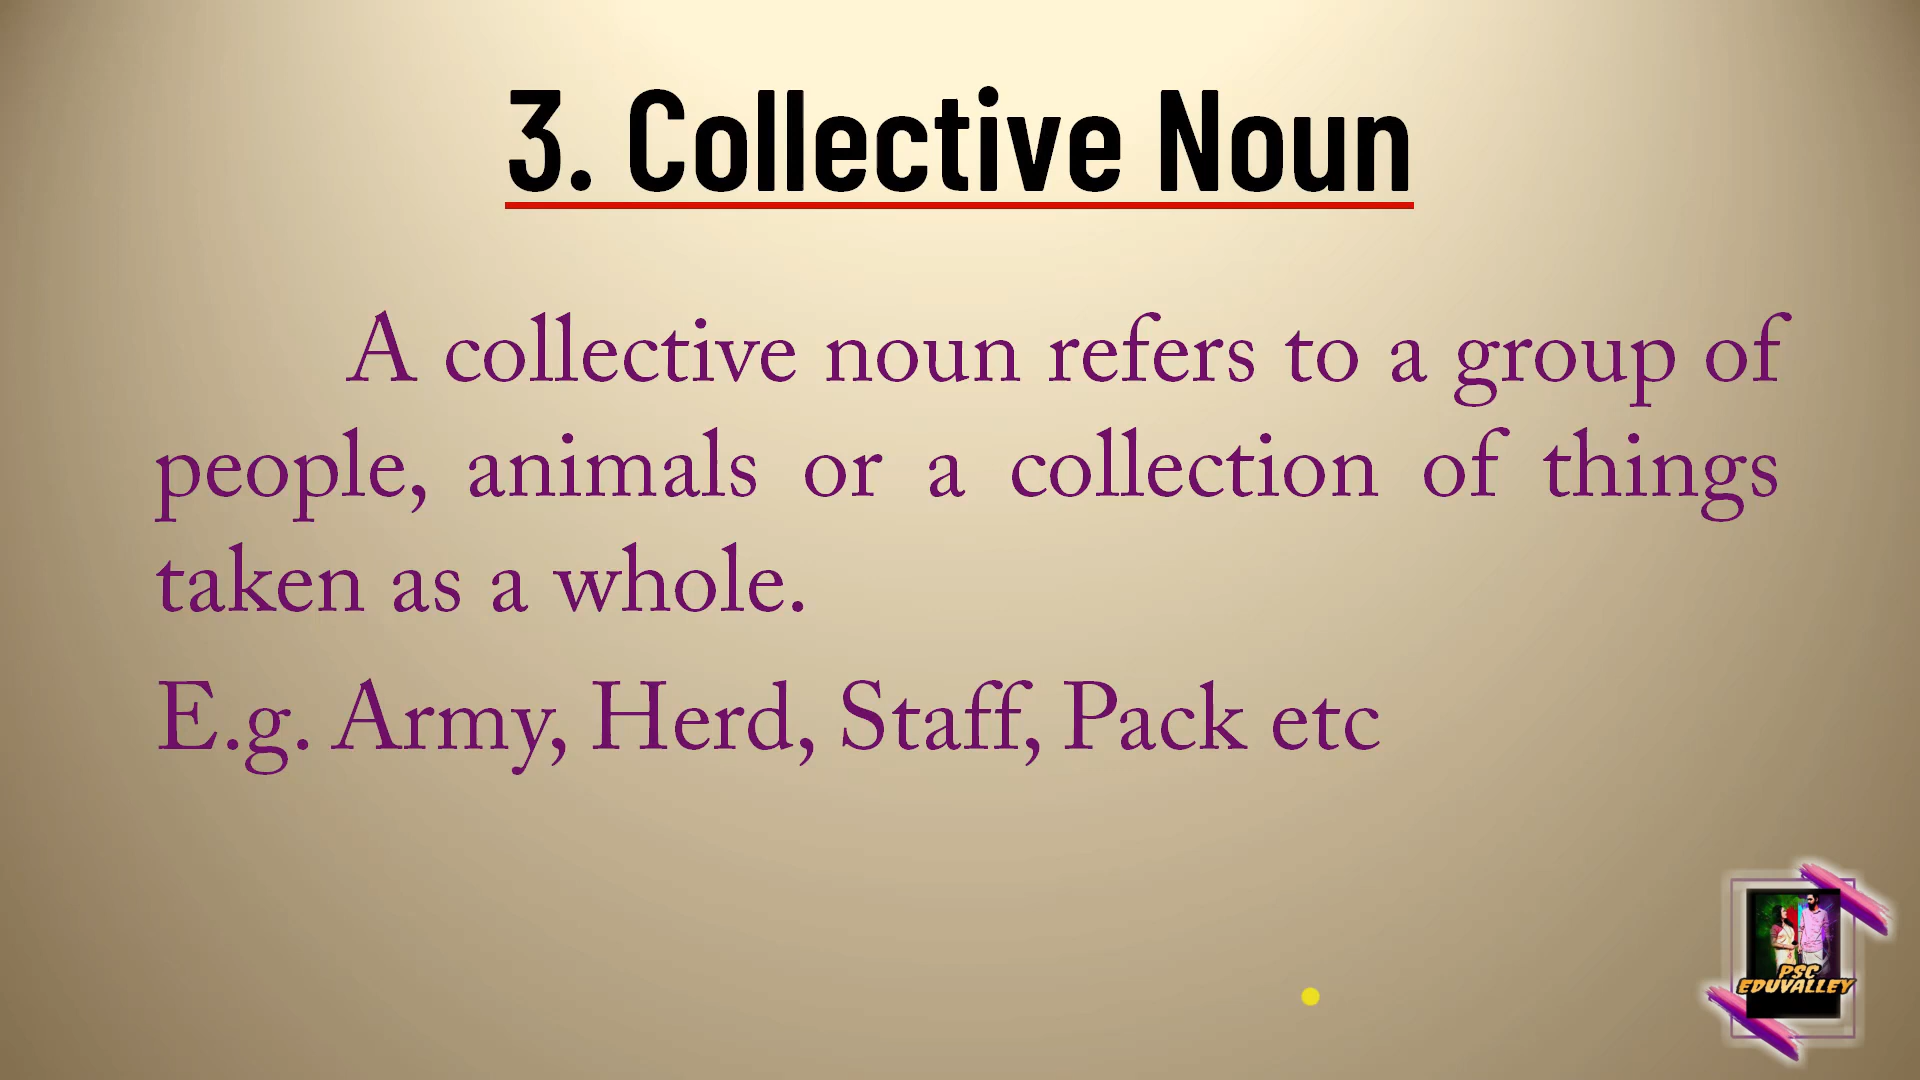 3. Collective Noun
A collective noun refers to a group of
people, animals or a collection of things
taken as a whole.
E.g. Army, Herd, Staff, Pack etc
PSC
EDUVALLEY